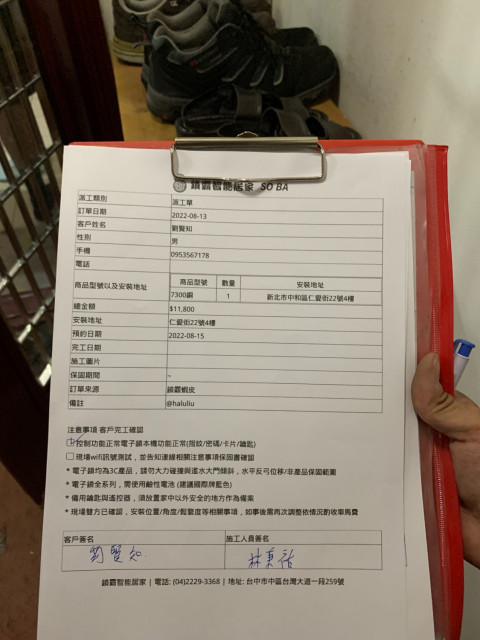 鎖霸智能居家 SO BA
派工類別 派工單
訂單日期 2022-08-13
客戶姓名 劉賢知
性別 男
手機 0953567178
電話
商品型號以及安裝地址 商品型號 數量 安裝地址
7300銅 1 新北市中和區仁愛街22號4樓
總金額 $11,800
安裝地址 仁愛街22號4樓
預約日期 2022-08-15
完工日期
施工圖片
保固期間 ~
訂單來源 鎖霸蝦皮
備註 @haluliu
注意事項 客戶完工確認
控制功能正常電子鎖本機功能正常(指紋/密碼/卡片/鑰匙)
現場wifi訊號測試，並告知連線相關注意事項保固書確認
* 電子鎖均為3C產品，請勿大力碰撞與遙水大門傾斜，水平反弓位移/非產品保固範圍
* 電子鎖全系列，需使用鹼性電池 (建議國際牌藍色)
* 備用鑰匙與遙控器，須放置家中以外安全的地方作為備案
* 現場雙方已確認，安裝位置/角度/鬆緊度等相關事項，如事後需再次調整依情況酌收車馬費
客戶簽名 施工人員簽名
劉賢知 林秉祐
鎖霸智能居家 | 電話: (04)2229-3368 | 地址: 台中市中區台灣大道一段259號